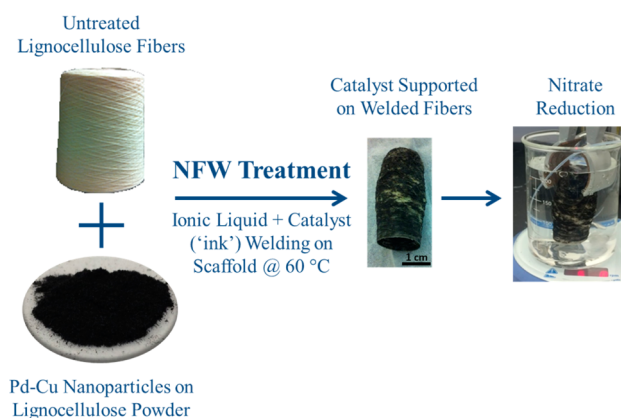 Untreated
Lignocellulose Fibers
Pd-Cu Nanoparticles on
Lignocellulose Powder
NFW Treatment
Ionic Liquid + Catalyst
(‘ink’) Welding on
Scaffold @ 60 °C
Catalyst Supported
on Welded Fibers
1 cm
Nitrate
Reduction